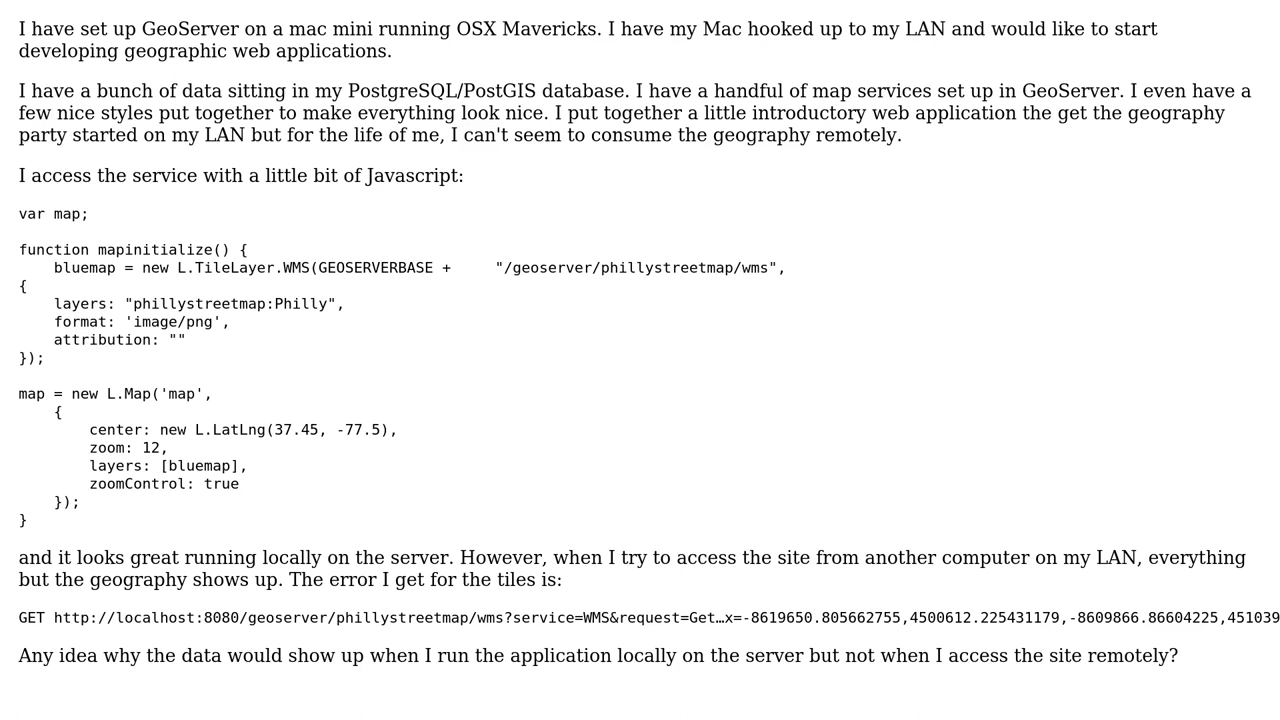 I have set up GeoServer on a mac mini running OSX Mavericks. I have my Mac hooked up to my LAN and would like to start
developing geographic web applications.
I have a bunch of data sitting in my PostgreSQL/PostGIS database. I have a handful of map services set up in GeoServer. I even have a
few nice styles put together to make everything look nice. I put together a little introductory web application the get the geography
party started on my LAN but for the life of me, I can't seem to consume the geography remotely.
I access the service with a little bit of Javascript:
var map;
function mapinitialize() {
    bluemap = new L.TileLayer.WMS(GEOSERVERBASE +     "/geoserver/phillystreetmap/wms",
{
    layers: "phillystreetmap:Philly",
    format: 'image/png',
    attribution: ""
});
map = new L.Map('map',
    {
        center: new L.LatLng(37.45, -77.5),
        zoom: 12,
        layers: [bluemap],
        zoomControl: true
    });
}
and it looks great running locally on the server. However, when I try to access the site from another computer on my LAN, everything
but the geography shows up. The error I get for the tiles is:
GET http://localhost:8080/geoserver/phillystreetmap/wms?service=WMS&request=Get…x=-8619650.805662755,4500612.225431179,-8609866.86604225,451039
Any idea why the data would show up when I run the application locally on the server but not when I access the site remotely?